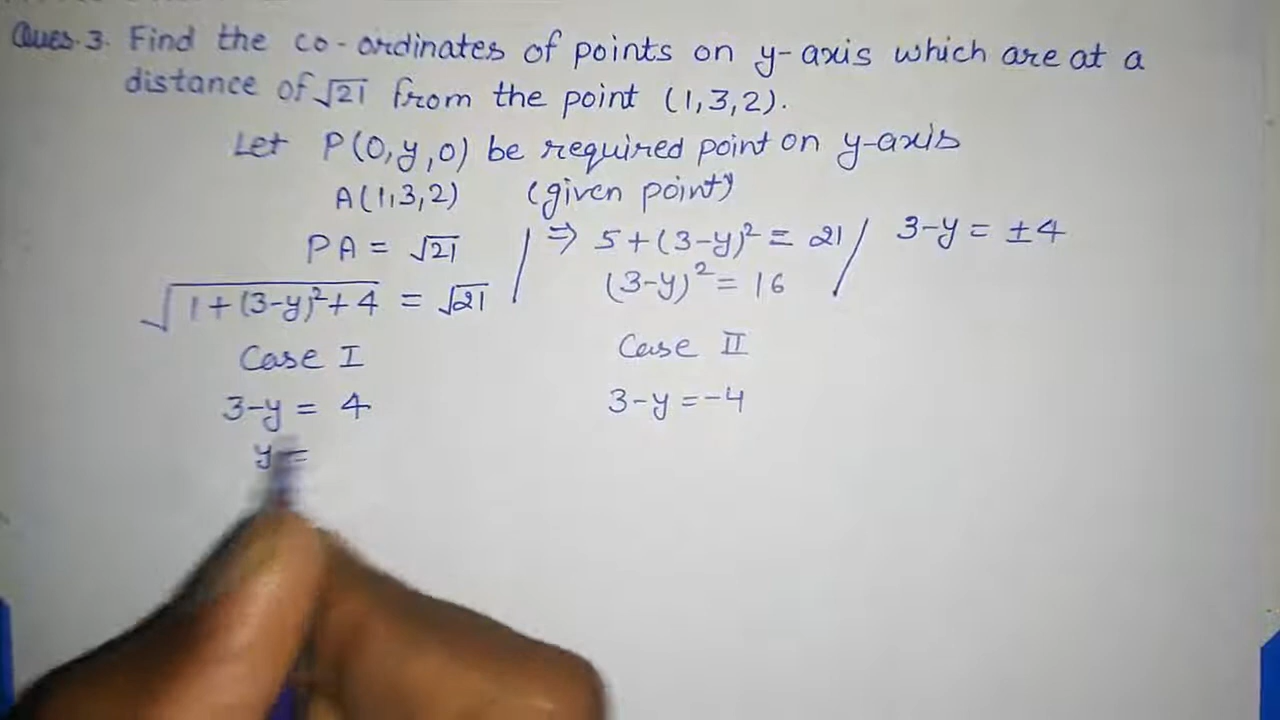 Ques.3. Find the co-ordinates of points on y-axis which are at a
distance of √21 from the point (1,3,2).
Let P(0,y,0) be required point on y-axis
A(1,3,2) (given point)
PA = √21
√1+(3-y)²+4 = √21
⇒ 5+(3-y)² = 21
(3-y)² = 16
3-y = ±4
Case I
3-y = 4
y =
Case II
3-y = -4